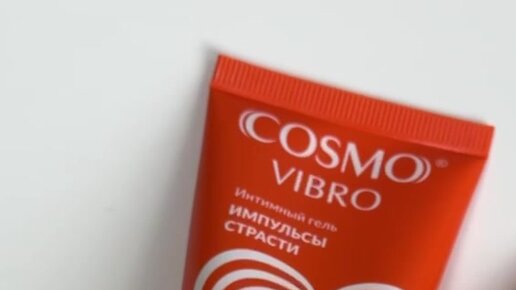 COSMO®
VIBRO
Интимный гель
ИМПУЛЬСЫ
СТРАСТИ